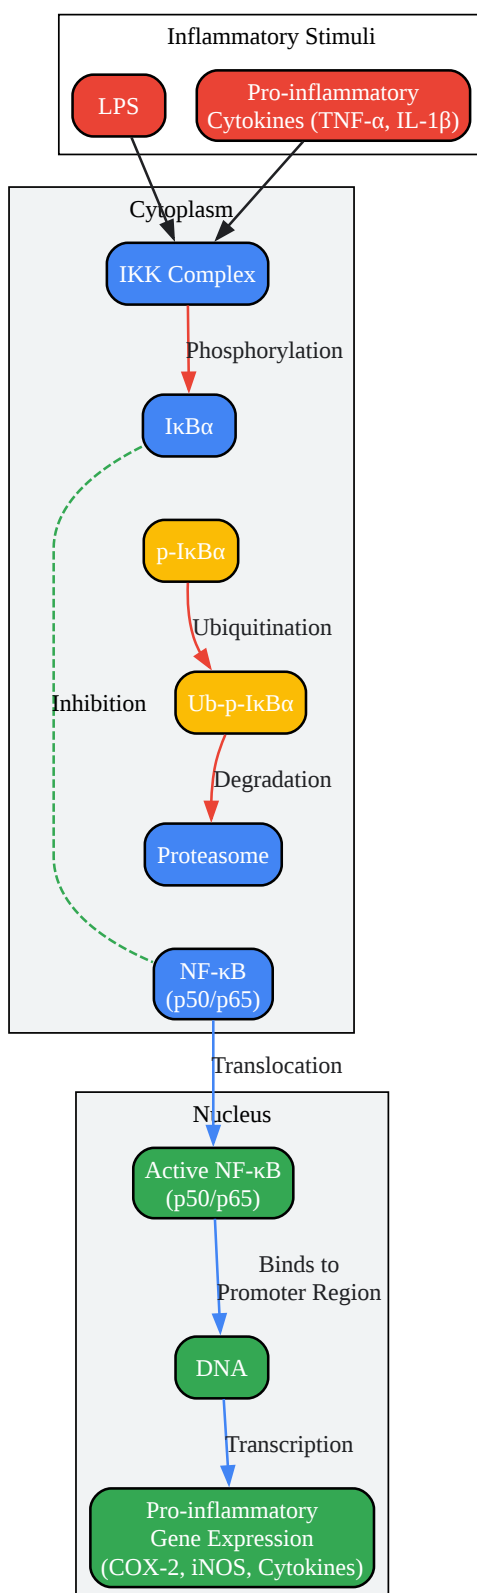 Inflammatory Stimuli
LPS
Pro-inflammatory
Cytokines (TNF-α, IL-1β)
Cytoplasm
IKK Complex
Phosphorylation
IκBα
p-IκBα
Ubiquitination
Ub-p-IκBα
Inhibition
Degradation
Proteasome
NF-κB
(p50/p65)
Translocation
Nucleus
Active NF-κB
(p50/p65)
Binds to
Promoter Region
DNA
Transcription
Pro-inflammatory
Gene Expression
(COX-2, iNOS, Cytokines)